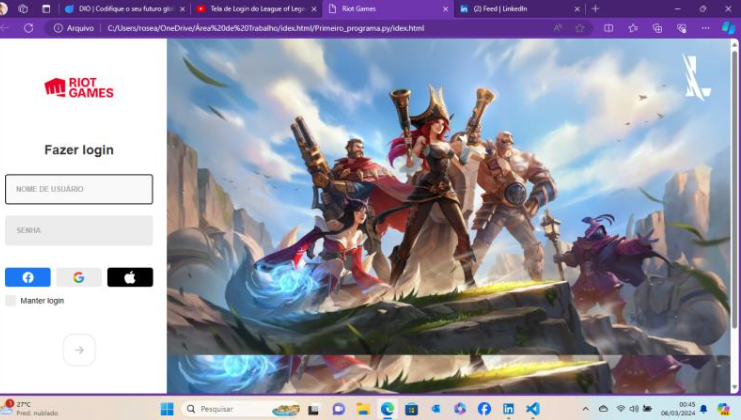 DIO | Codifique o seu futuro glob
Tela de Login do League of Lege
Riot Games
(2) Feed | LinkedIn
Arquivo
C:/Users/rosea/OneDrive/Área%20de%20Trabalho/idex.html/Primeiro_programa.py/idex.html
RIOT
GAMES
Fazer login
NOME DE USUÁRIO
SENHA
Manter login
27°C
Pred. nublado
Pesquisar
00:45
06/03/2024